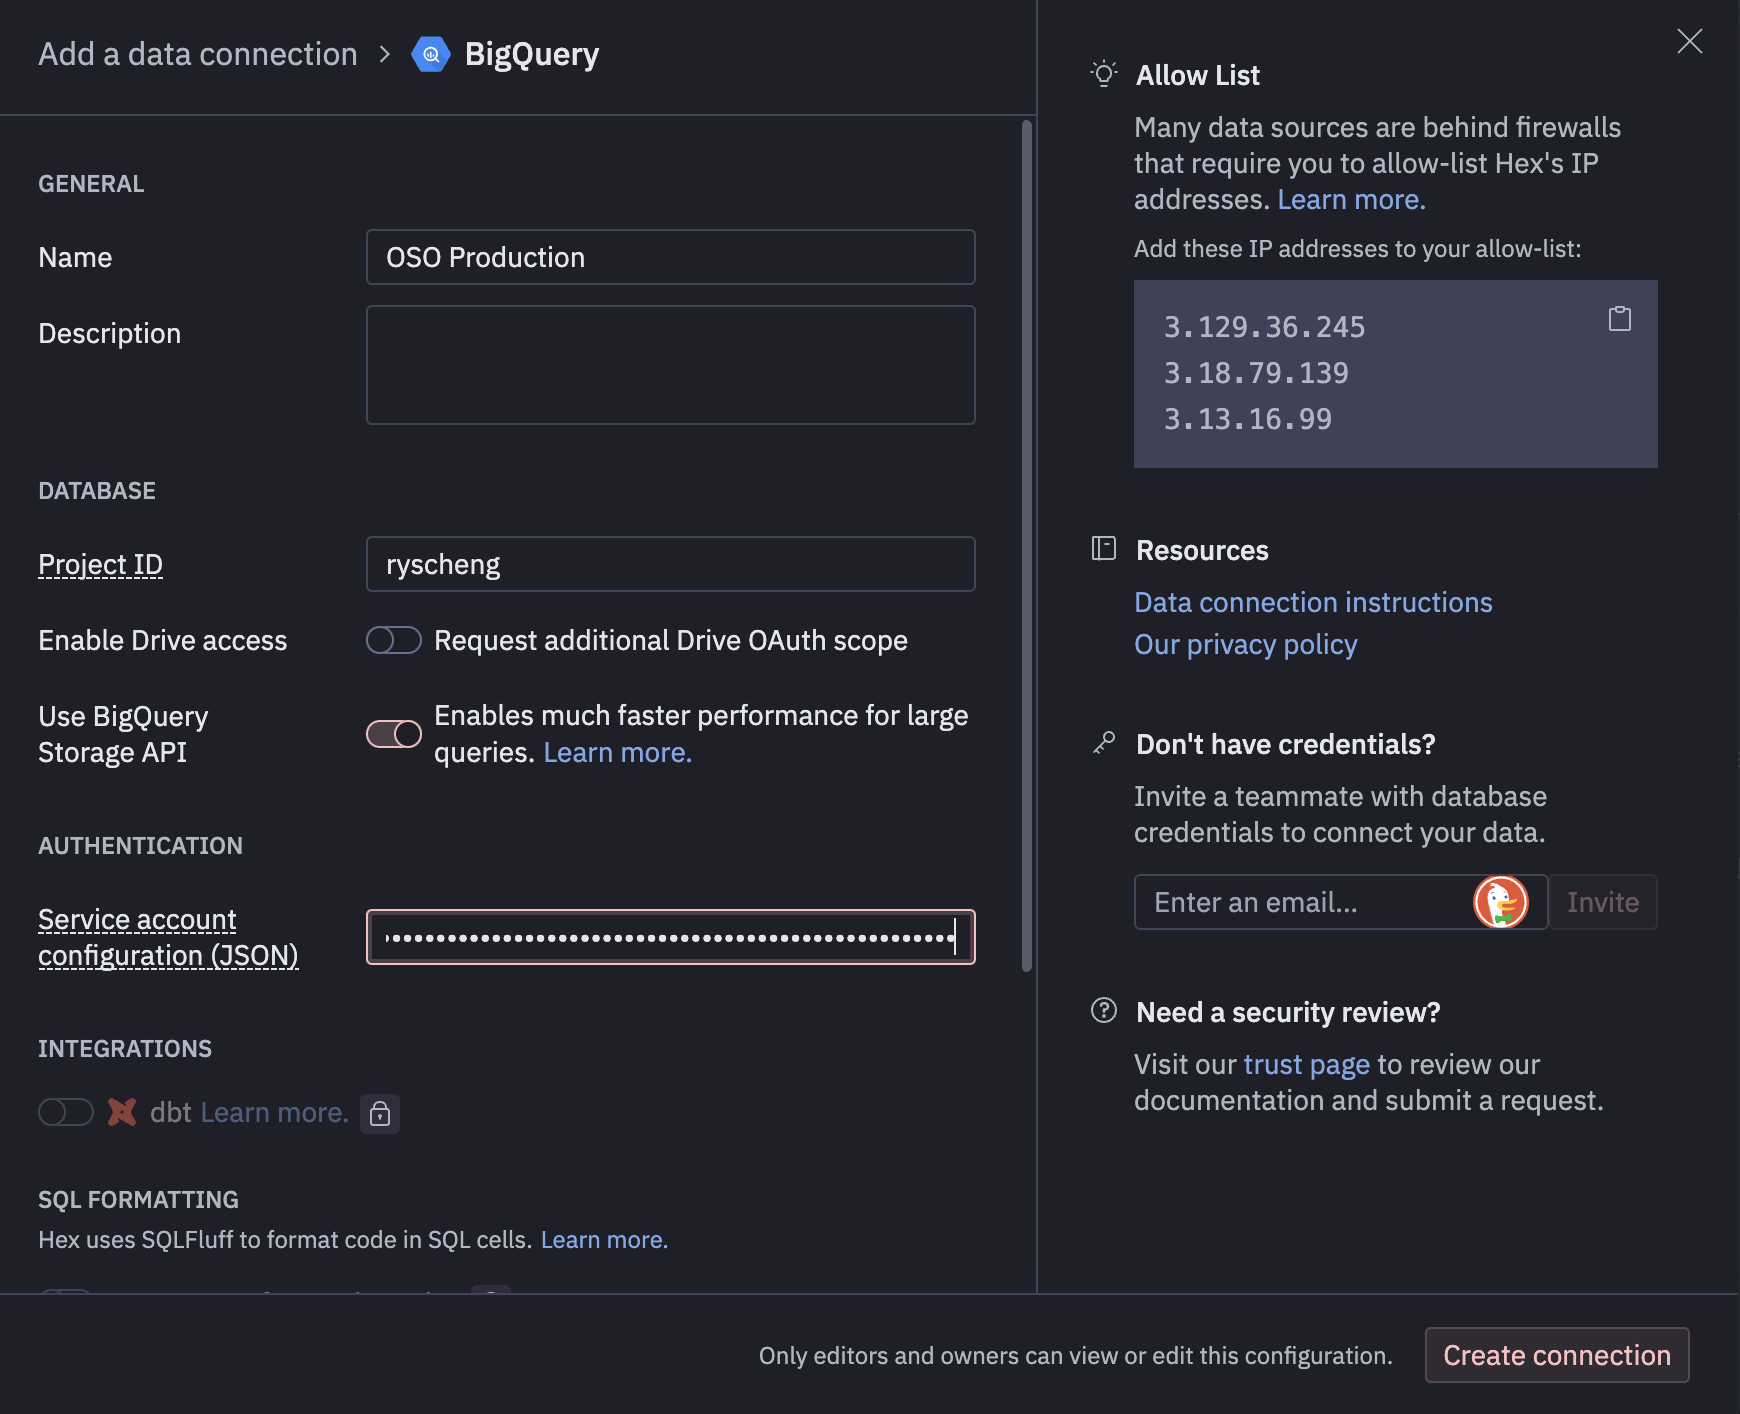 Add a data connection > BigQuery
GENERAL
Name
OSO Production
Description
DATABASE
Project ID
ryscheng
Enable Drive access
Request additional Drive OAuth scope
Use BigQuery
Storage API
Enables much faster performance for large
queries. Learn more.
AUTHENTICATION
Service account
configuration (JSON)
INTEGRATIONS
dbt Learn more.
SQL FORMATTING
Hex uses SQLFluff to format code in SQL cells. Learn more.
Allow List
Many data sources are behind firewalls
that require you to allow-list Hex's IP
addresses. Learn more.
Add these IP addresses to your allow-list:
3.129.36.245
3.18.79.139
3.13.16.99
Resources
Data connection instructions
Our privacy policy
Don't have credentials?
Invite a teammate with database
credentials to connect your data.
Enter an email...
Invite
Need a security review?
Visit our trust page to review our
documentation and submit a request.
Only editors and owners can view or edit this configuration.
Create connection